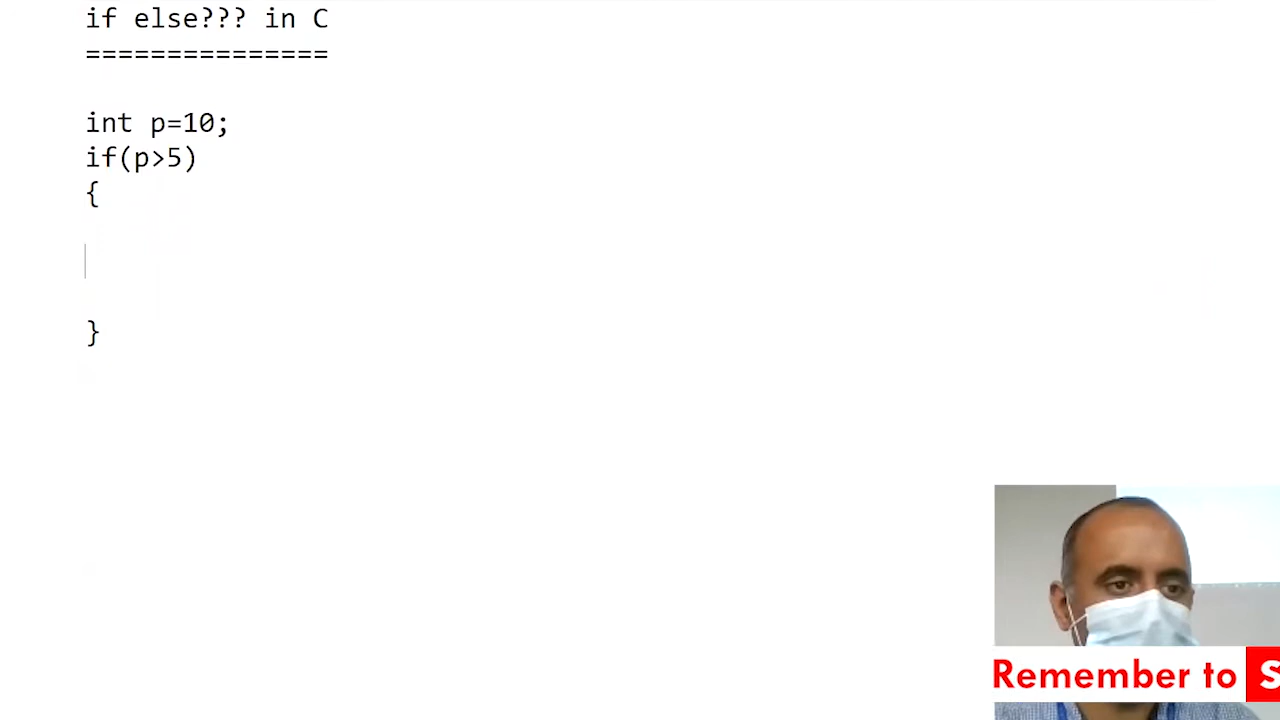 if else??? in C
===============
int p=10;
if(p>5)
{
}
Remember to S